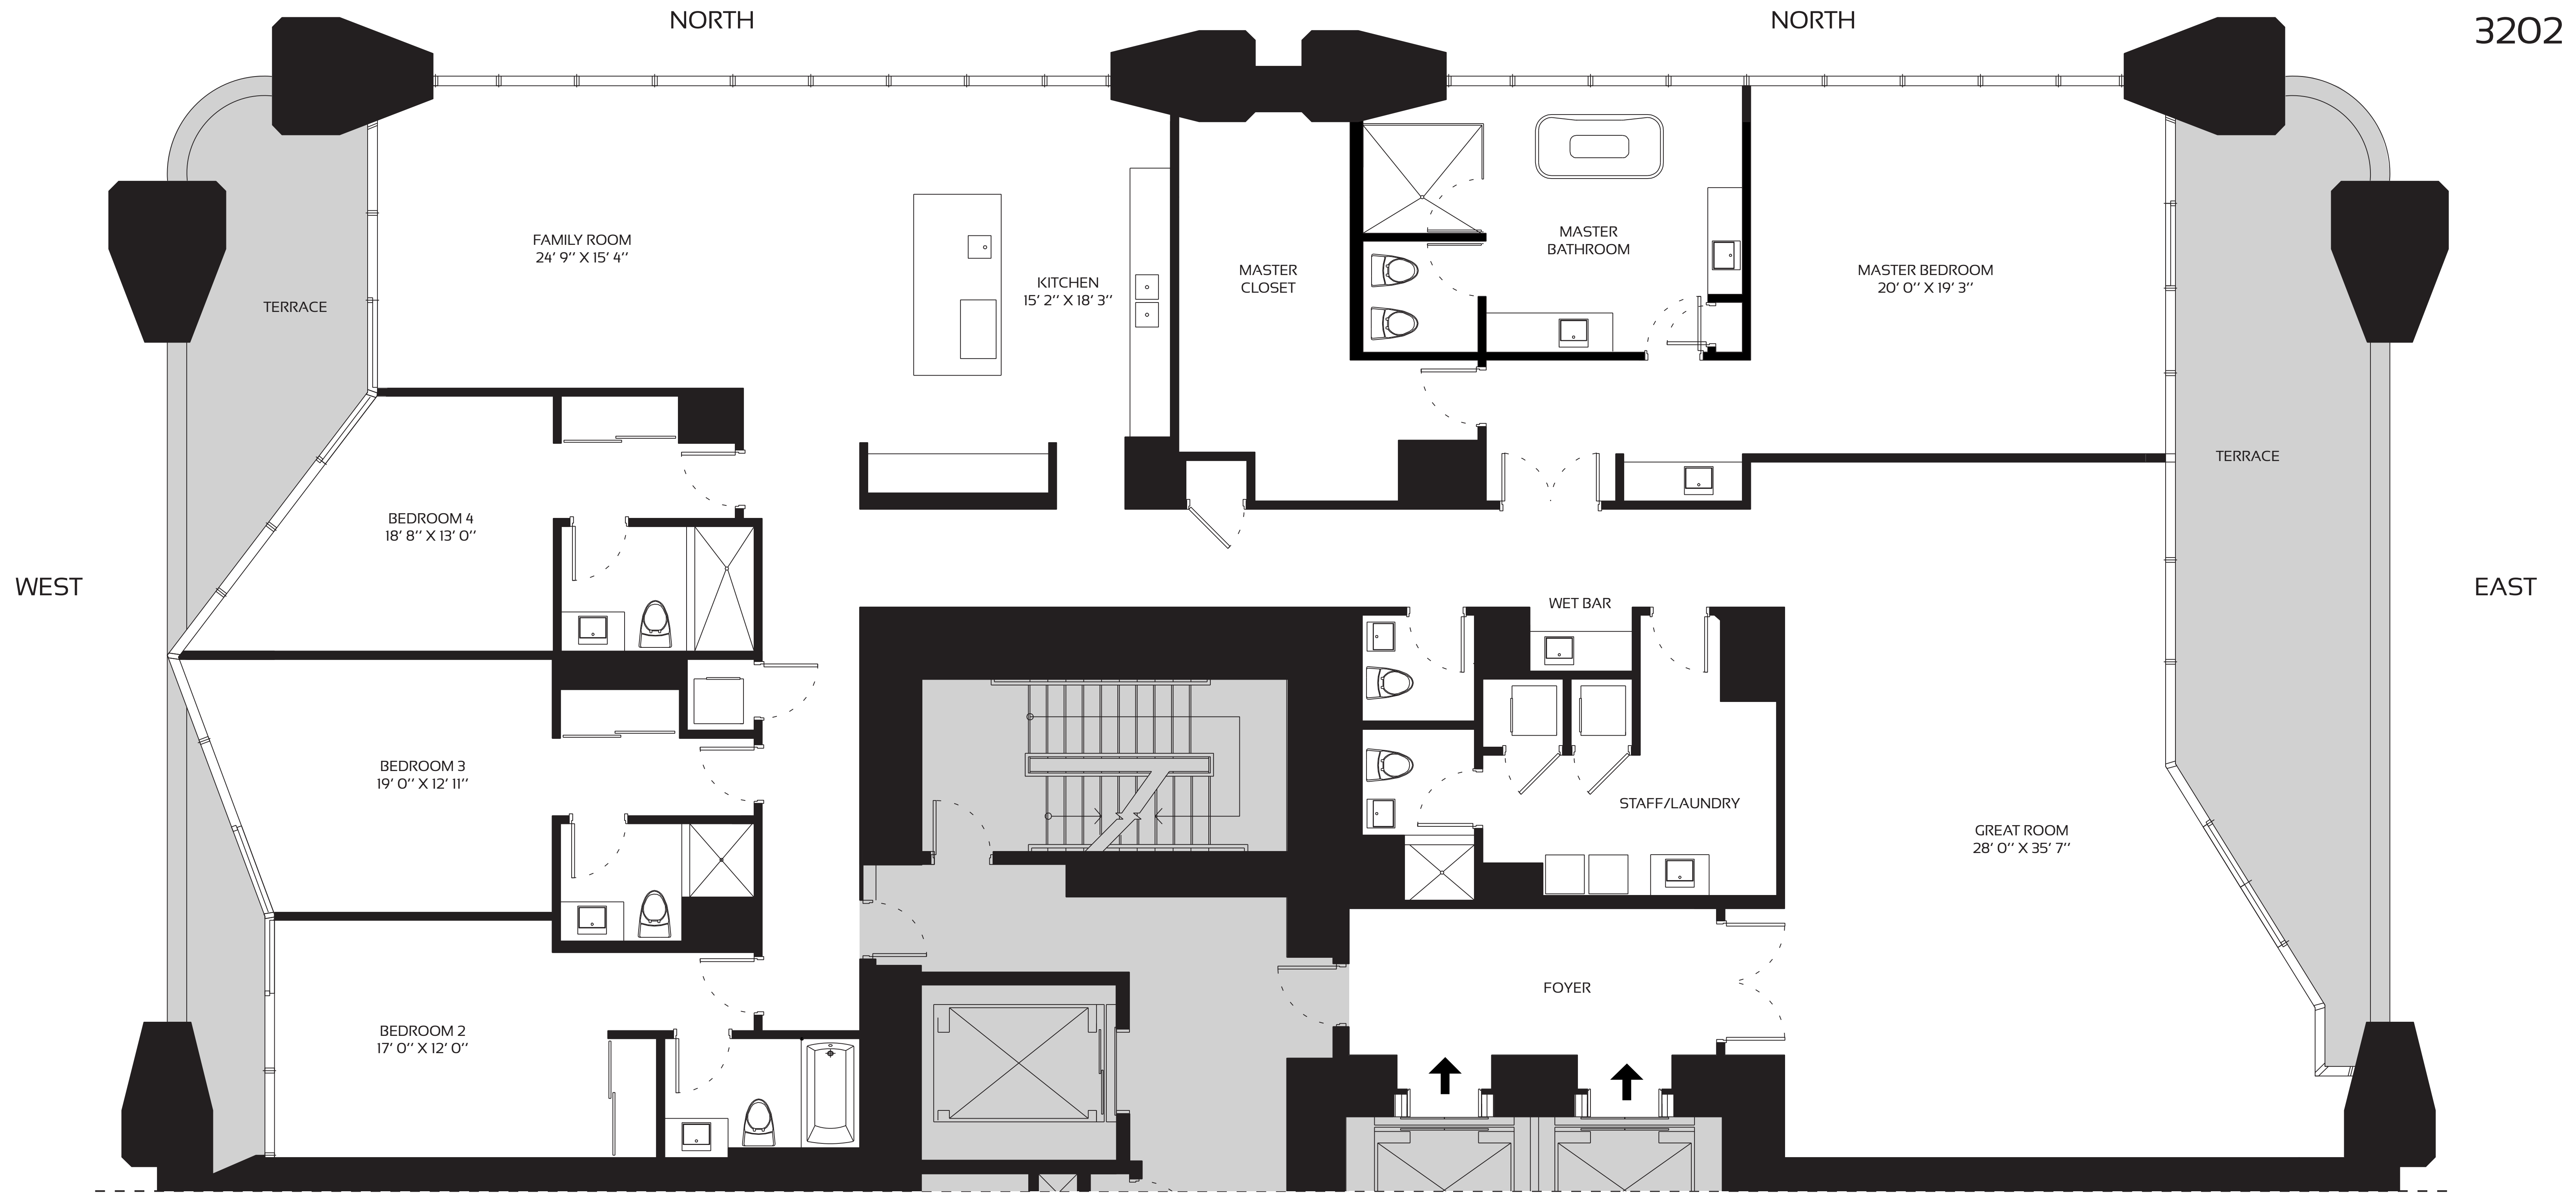 NORTH
NORTH
3202
FAMILY ROOM
24' 9'' X 15' 4''
TERRACE
KITCHEN
15' 2'' X 18' 3''
MASTER
CLOSET
MASTER
BATHROOM
MASTER BEDROOM
20' 0'' X 19' 3''
TERRACE
BEDROOM 4
18' 8'' X 13' 0''
WEST
EAST
WET BAR
BEDROOM 3
19' 0'' X 12' 11''
STAFF/LAUNDRY
GREAT ROOM
28' 0'' X 35' 7''
FOYER
BEDROOM 2
17' 0'' X 12' 0''